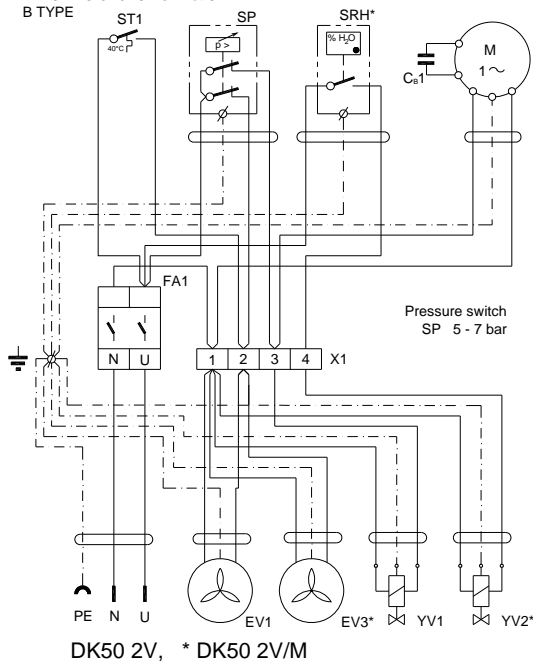 B TYPE
ST1
SP
SRH*
40°C
p >
% H₂O
M
1 ~
CB1
FA1
Pressure switch
SP 5 - 7 bar
N U
1 2 3 4 X1
PE N U EV1 EV3* YV1 YV2*
DK50 2V, * DK50 2V/M